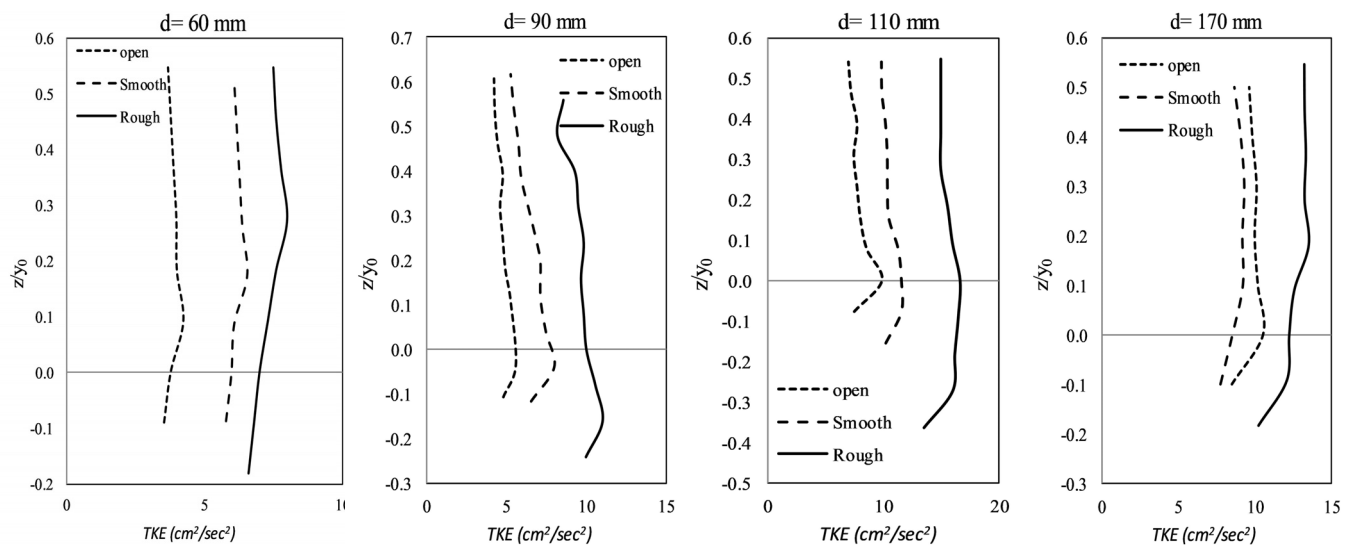 d= 60 mm
0.6
0.5
0.4
0.3
0.2
0.1
0.0
-0.1
-0.2
z/y0
open
Smooth
Rough
0 5 1(
TKE (cm²/sec²)
d= 90 mm
0.7
0.6
0.5
0.4
0.3
0.2
0.1
0.0
-0.1
-0.2
-0.3
z/y0
open
Smooth
Rough
0 5 10 15
TKE (cm²/sec²)
d= 110 mm
0.6
0.5
0.4
0.3
0.2
0.1
0.0
-0.1
-0.2
-0.3
-0.4
-0.5
z/y0
open
Smooth
Rough
0 10 20
TKE (cm²/sec²)
d= 170 mm
0.6
0.5
0.4
0.3
0.2
0.1
0.0
-0.1
-0.2
-0.3
z/y0
open
Smooth
Rough
0 5 10 15
TKE (cm²/sec²)